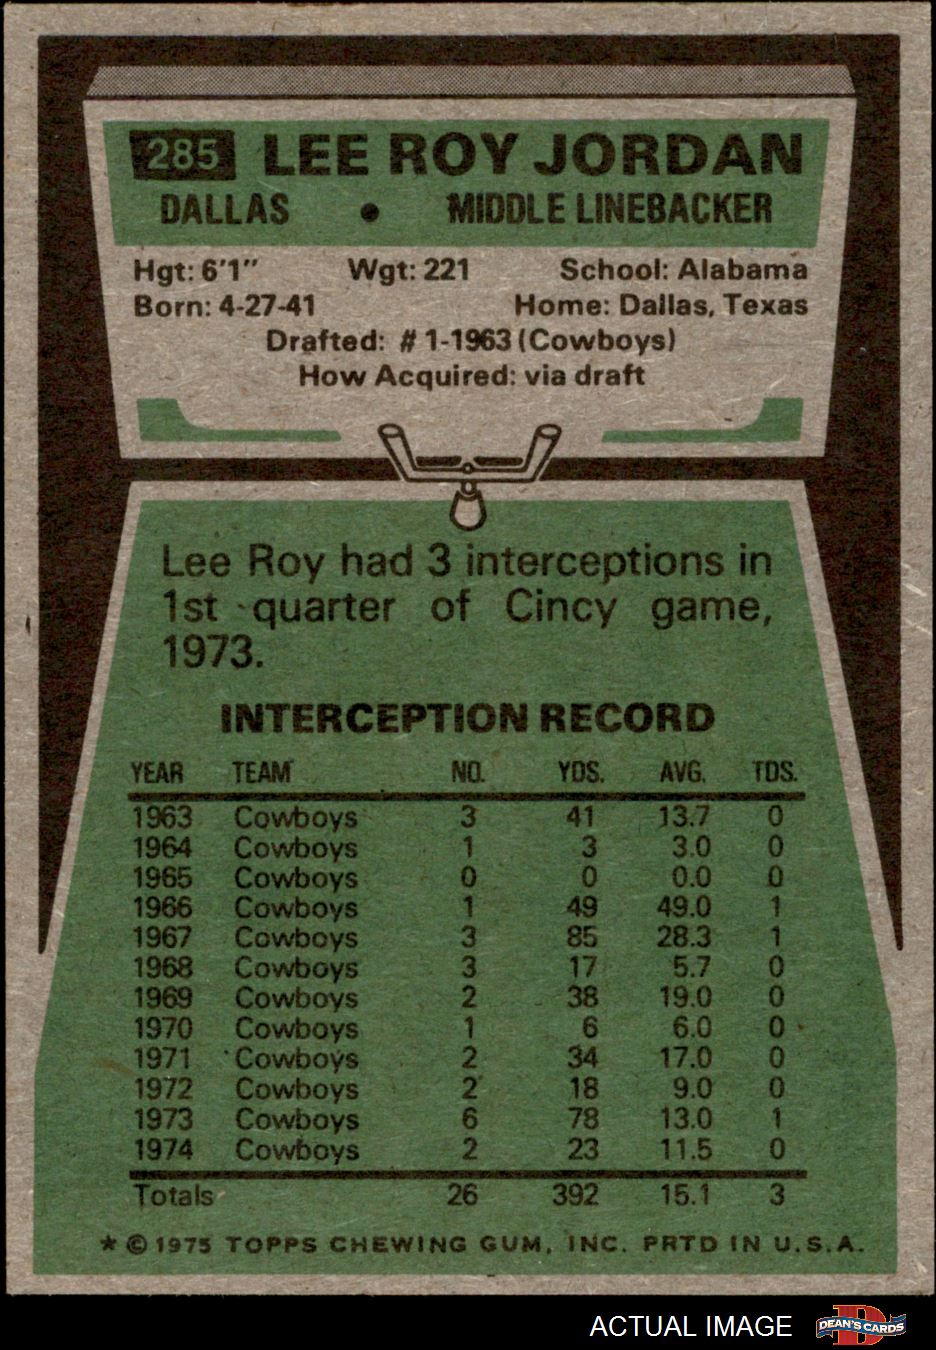 285 LEE ROY JORDAN
DALLAS • MIDDLE LINEBACKER
Hgt: 6'1" Wgt: 221 School: Alabama
Born: 4-27-41 Home: Dallas, Texas
Drafted: #1-1963 (Cowboys)
How Acquired: via draft
Lee Roy had 3 interceptions in
1st quarter of Cincy game,
1973.
INTERCEPTION RECORD
YEAR TEAM NO. YDS. AVG. TDS.
1963 Cowboys 3 41 13.7 0
1964 Cowboys 1 3 3.0 0
1965 Cowboys 0 0 0.0 0
1966 Cowboys 1 49 49.0 1
1967 Cowboys 3 85 28.3 1
1968 Cowboys 3 17 5.7 0
1969 Cowboys 2 38 19.0 0
1970 Cowboys 1 6 6.0 0
1971 Cowboys 2 34 17.0 0
1972 Cowboys 2 18 9.0 0
1973 Cowboys 6 78 13.0 1
1974 Cowboys 2 23 11.5 0
Totals 26 392 15.1 3
* © 1975 TOPPS CHEWING GUM, INC. PRTD IN U.S.A.
ACTUAL IMAGE DEAN'S CARDS